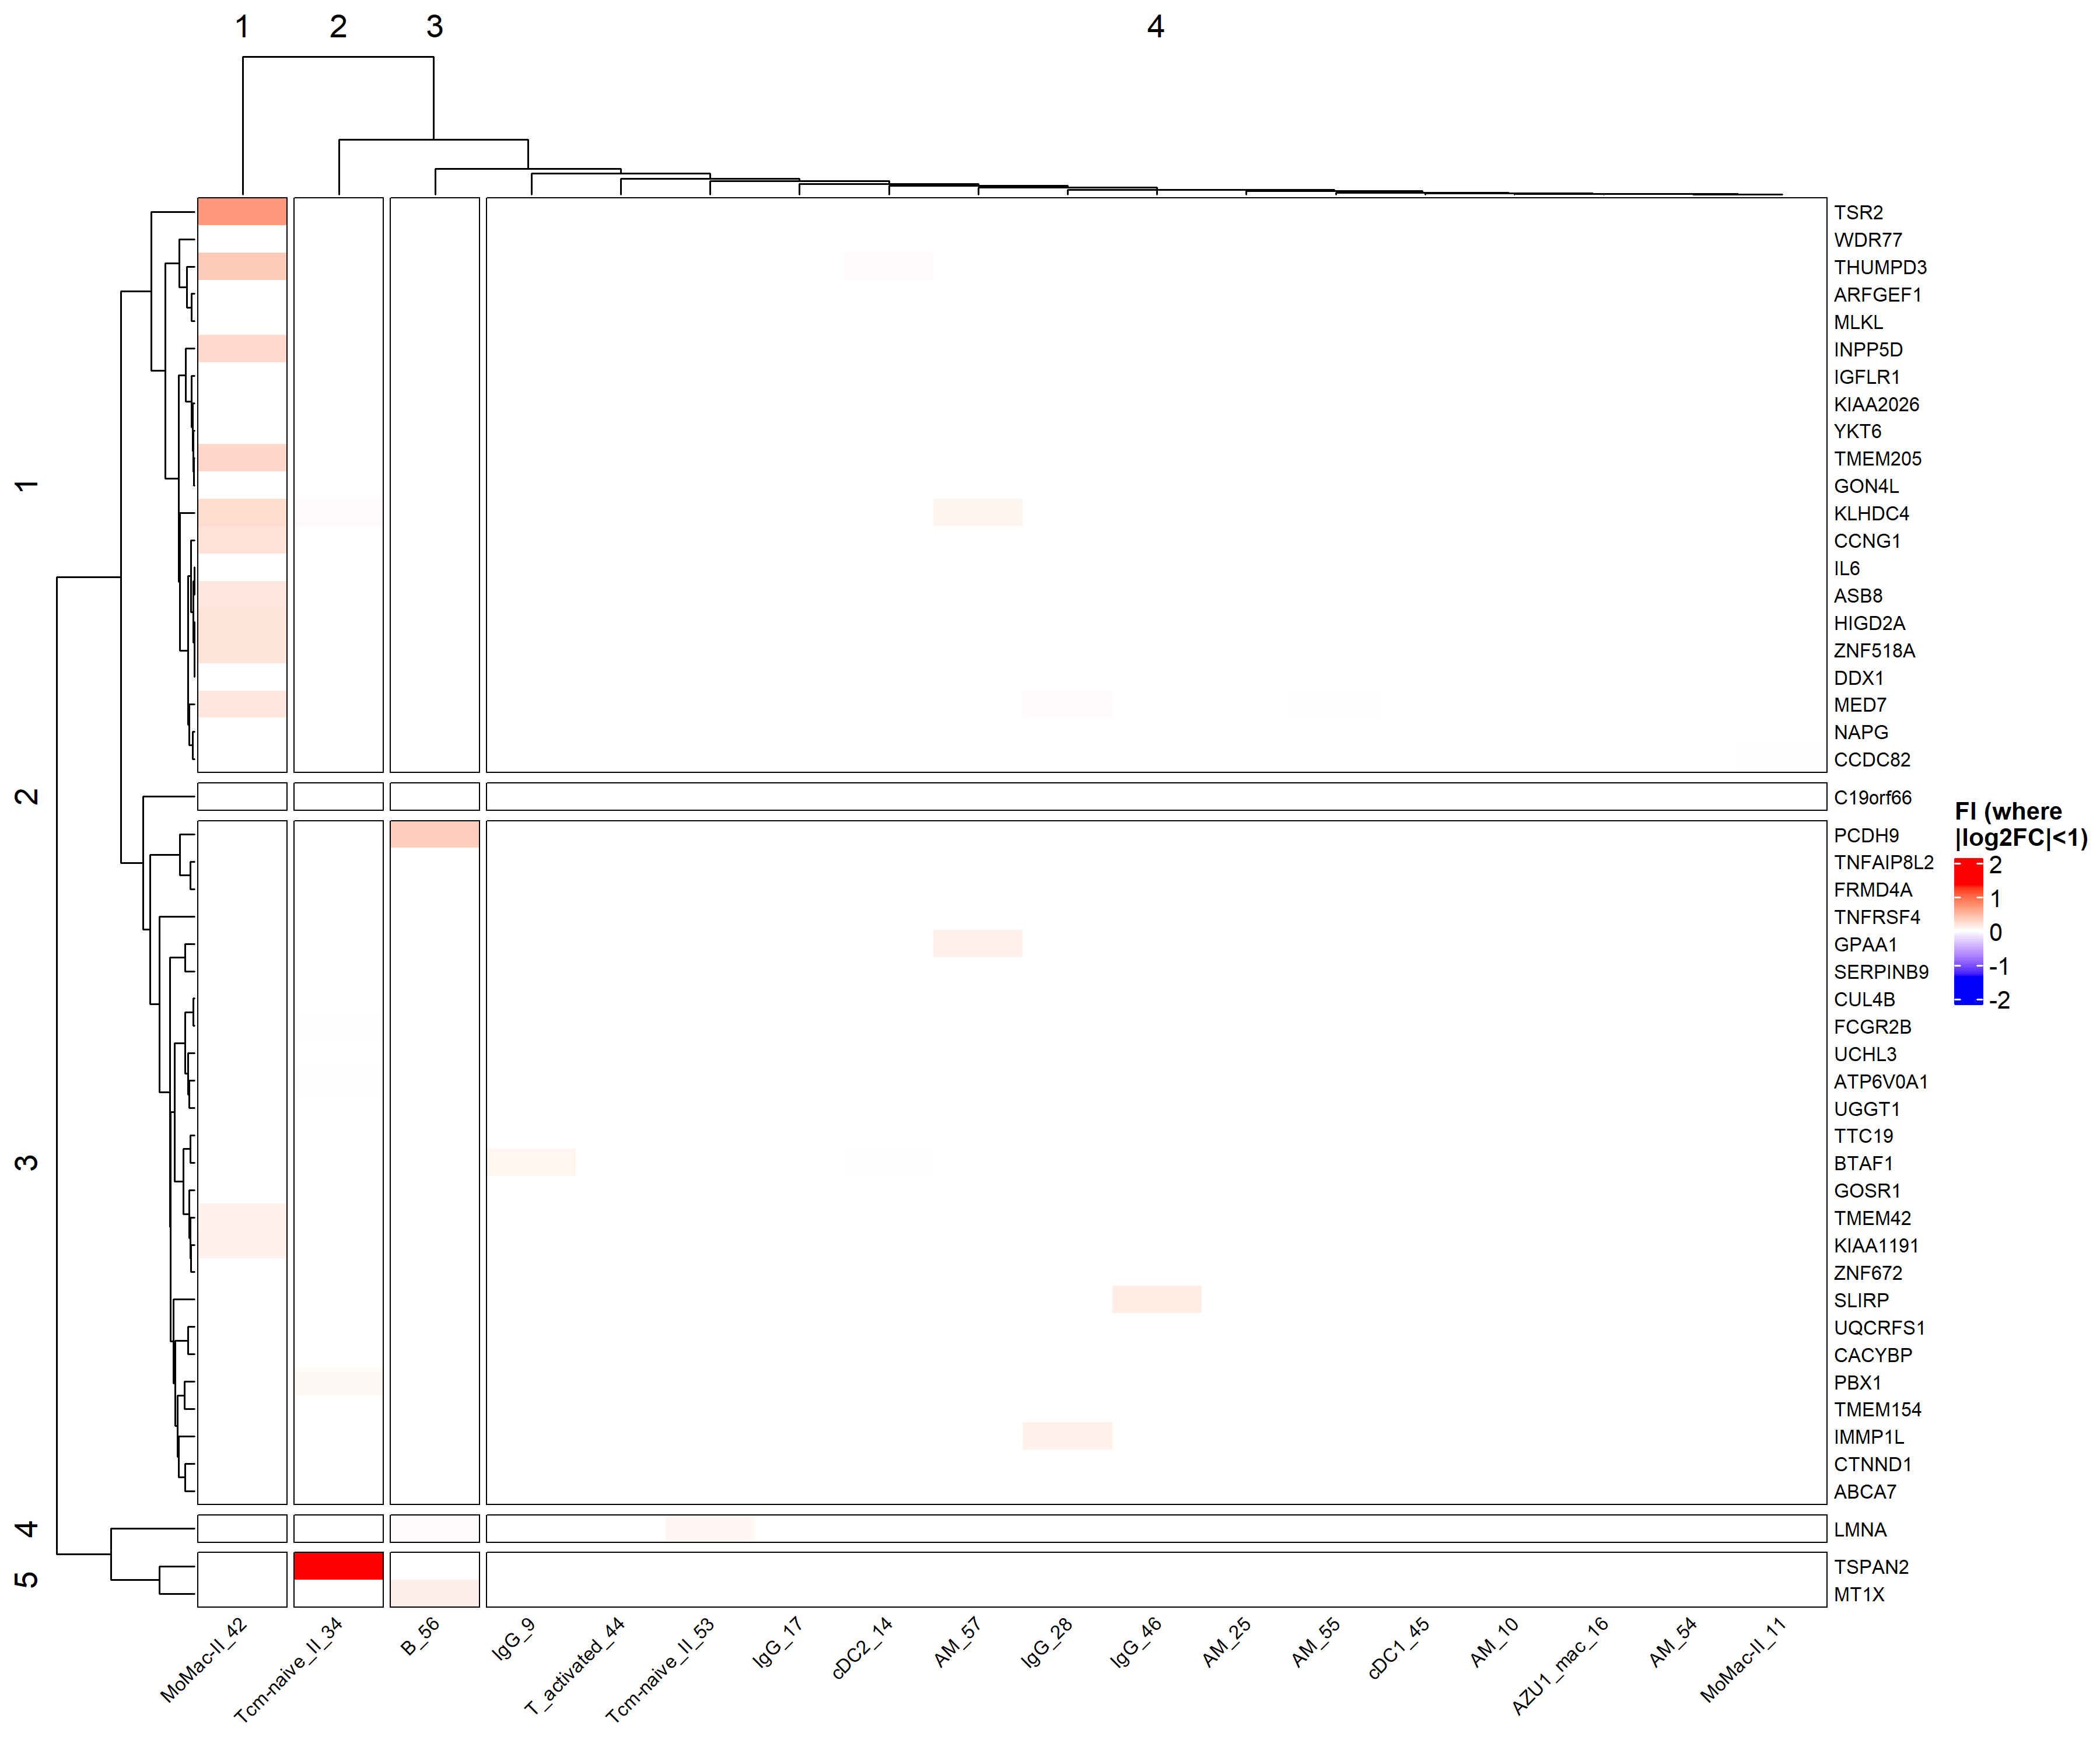 1 2 3 4
1
2
3
4
5
TSR2
WDR77
THUMPD3
ARFGEF1
MLKL
INPP5D
IGFLR1
KIAA2026
YKT6
TMEM205
GON4L
KLHDC4
CCNG1
IL6
ASB8
HIGD2A
ZNF518A
DDX1
MED7
NAPG
CCDC82
C19orf66
PCDH9
TNFAIP8L2
FRMD4A
TNFRSF4
GPAA1
SERPINB9
CUL4B
FCGR2B
UCHL3
ATP6V0A1
UGGT1
TTC19
BTAF1
GOSR1
TMEM42
KIAA1191
ZNF672
SLIRP
UQCRFS1
CACYBP
PBX1
TMEM154
IMMP1L
CTNND1
ABCA7
LMNA
TSPAN2
MT1X
FI (where
|log2FC|<1)
2
1
0
-1
-2
MoMac-II_42
Tcm-naive_II_34
B_56
IgG_9
T_activated_44
Tcm-naive_II_53
IgG_17
cDC2_14
AM_57
IgG_28
IgG_46
AM_25
AM_55
cDC1_45
AM_10
AZU1_mac_16
AM_54
MoMac-II_11